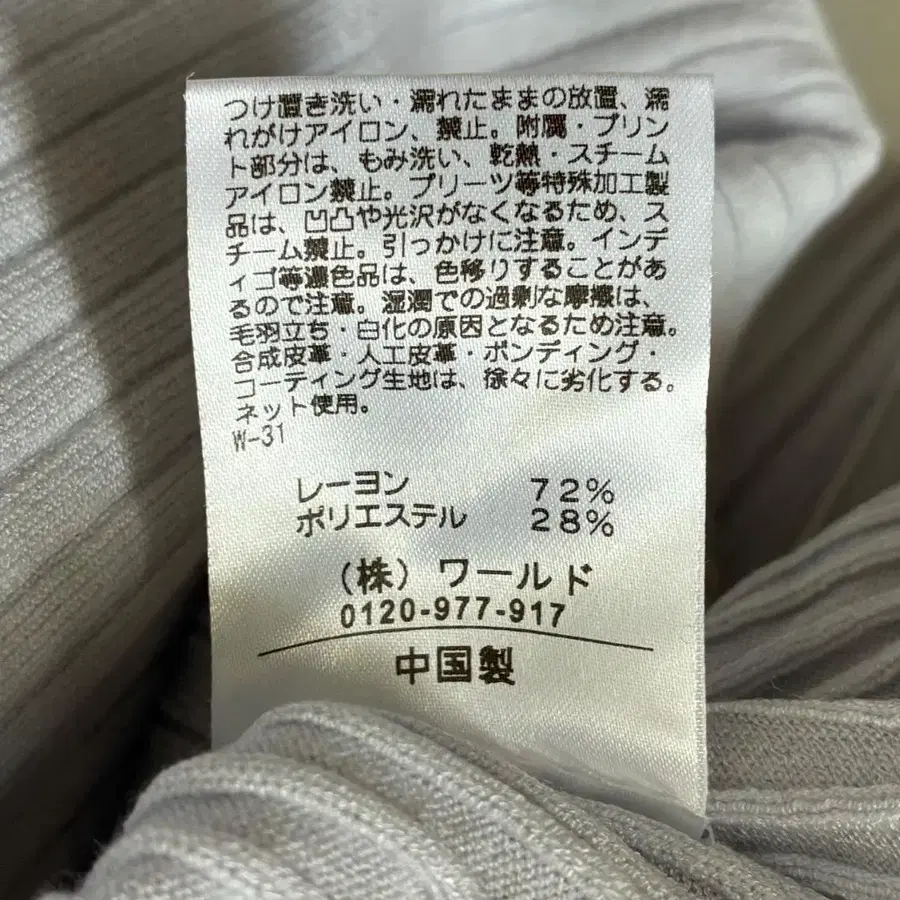 つけ置き洗い・濡れたままの放置、濡
れがけアイロン、禁止。附属・プリン
ト部分は、もみ洗い、乾熱・スチーム
アイロン禁止。プリーツ等特殊加工製
品は、凹凸や光沢がなくなるため、ス
チーム禁止。引っかけに注意。インデ
ィゴ等濃色品は、色移りすることがあ
るので注意。湿潤での過剰な摩擦は、
毛羽立ち・白化の原因となるため注意。
合成皮革・人工皮革・ボンディング・
コーティング生地は、徐々に劣化する。
ネット使用。
W-31
レーヨン 72%
ポリエステル 28%
(株)ワールド
0120-977-917
中国製